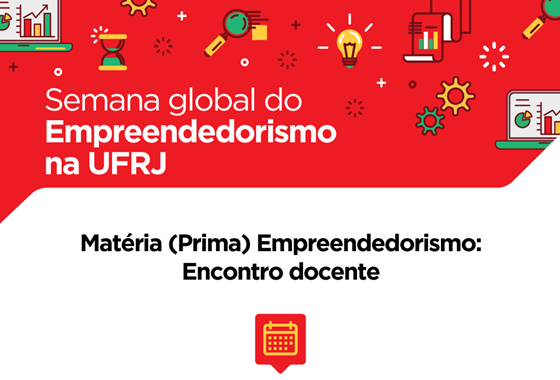 Semana global do
Empreendedorismo
na UFRJ
Matéria (Prima) Empreendedorismo:
Encontro docente